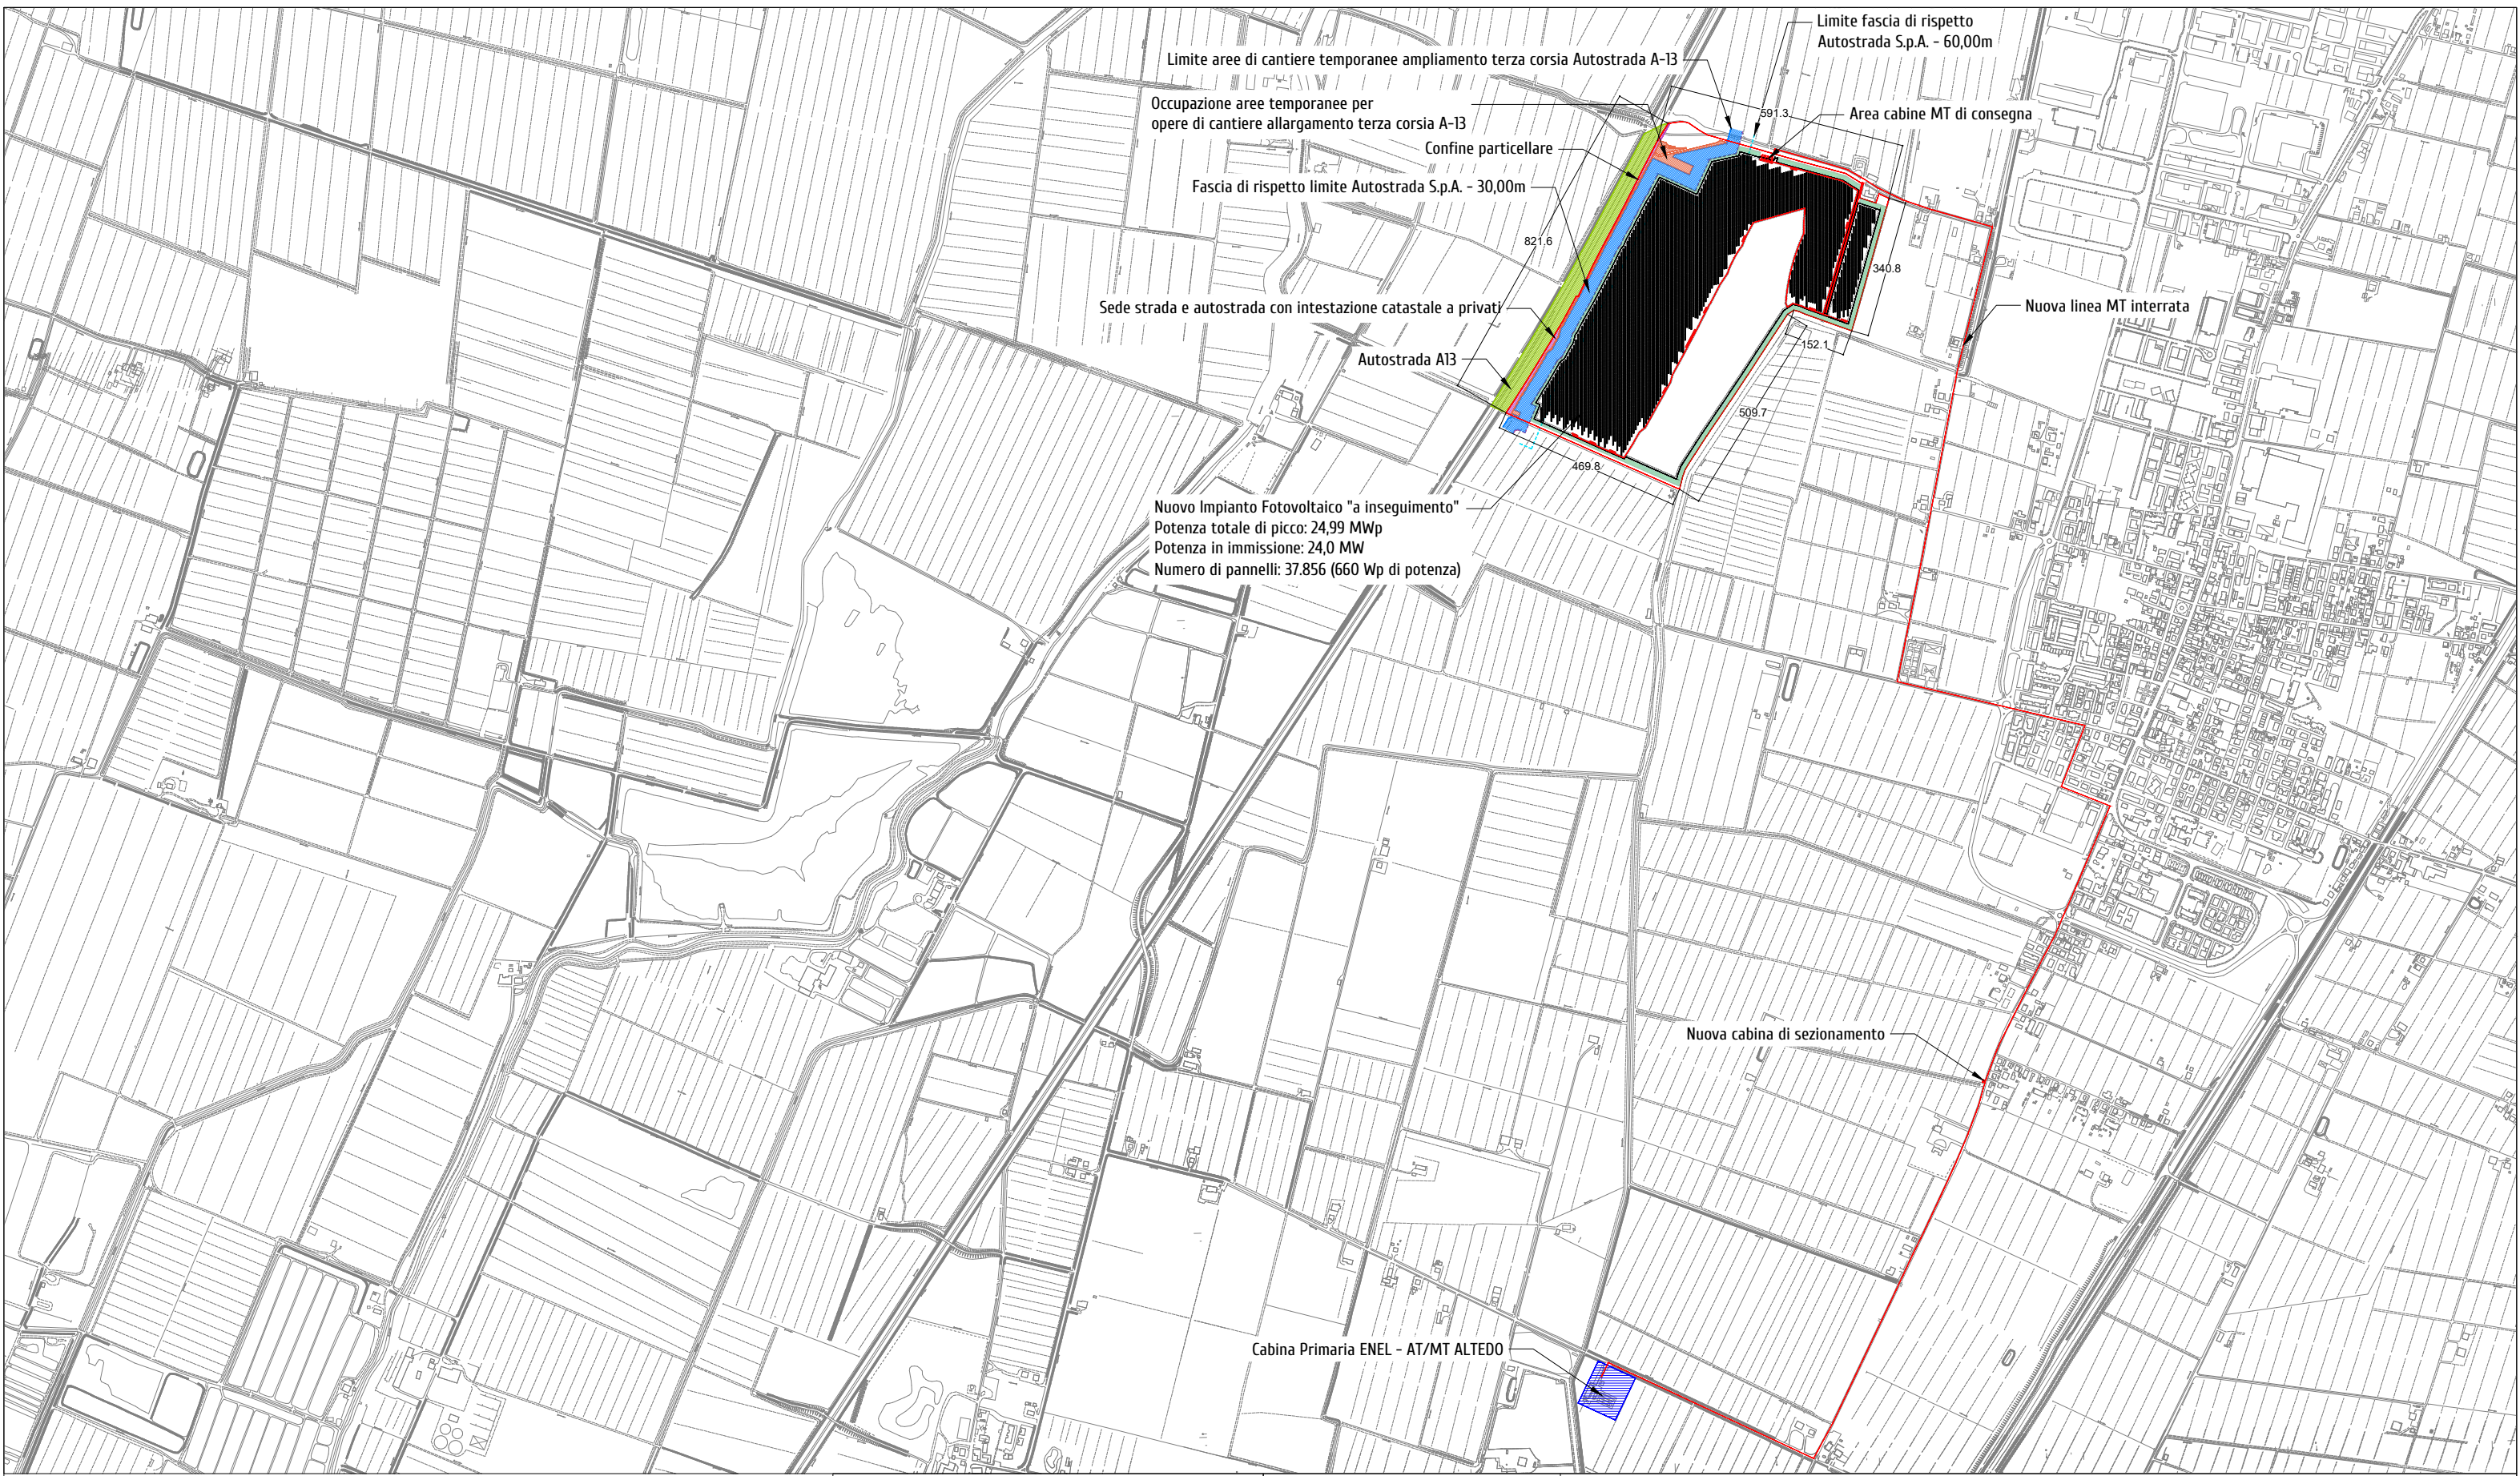 Limite fascia di rispetto
Autostrada S.p.A. - 60,00m
Limite aree di cantiere temporanee ampliamento terza corsia Autostrada A-13
Occupazione aree temporanee per
opere di cantiere allargamento terza corsia A-13
591.3
Area cabine MT di consegna
Confine particellare
Fascia di rispetto limite Autostrada S.p.A. - 30,00m
821.6
340.8
Sede strada e autostrada con intestazione catastale a privati
Nuova linea MT interrata
152.1
Autostrada A13
509.7
469.8
Nuovo Impianto Fotovoltaico "a inseguimento"
Potenza totale di picco: 24,99 MWp
Potenza in immissione: 24,0 MW
Numero di pannelli: 37.856 (660 Wp di potenza)
Nuova cabina di sezionamento
Cabina Primaria ENEL - AT/MT ALTEDO